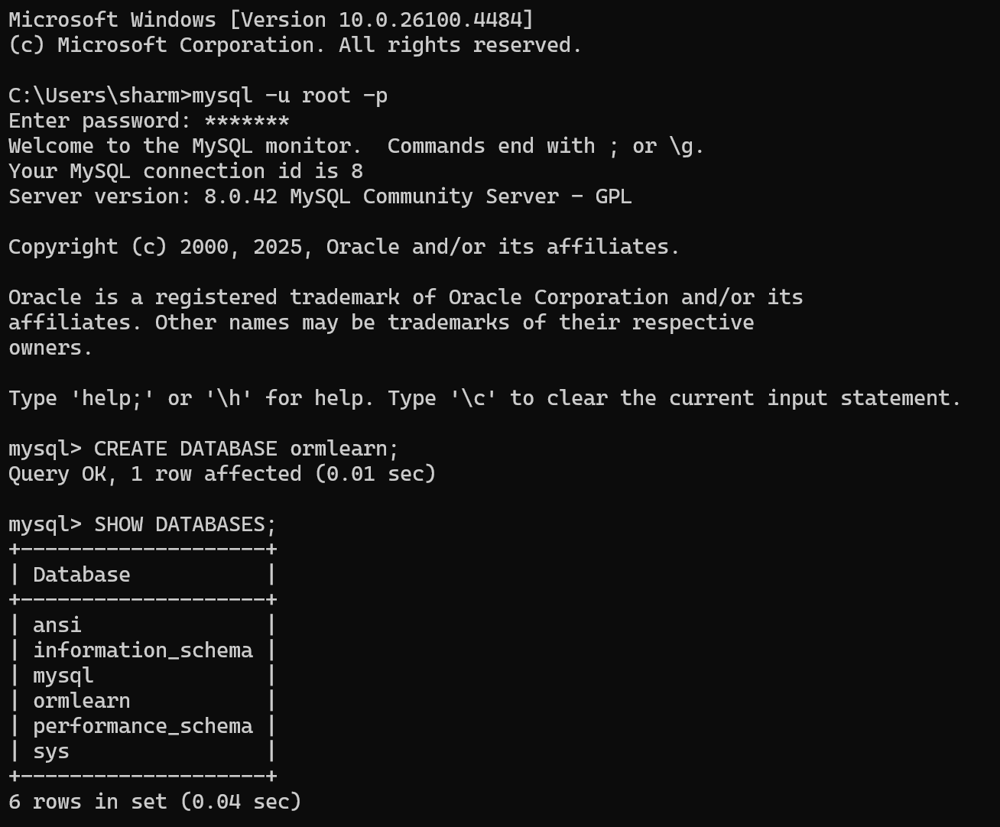 Microsoft Windows [Version 10.0.26100.4484]
(c) Microsoft Corporation. All rights reserved.

C:\Users\sharm>mysql -u root -p
Enter password: *******
Welcome to the MySQL monitor.  Commands end with ; or \g.
Your MySQL connection id is 8
Server version: 8.0.42 MySQL Community Server - GPL

Copyright (c) 2000, 2025, Oracle and/or its affiliates.

Oracle is a registered trademark of Oracle Corporation and/or its
affiliates. Other names may be trademarks of their respective
owners.

Type 'help;' or '\h' for help. Type '\c' to clear the current input statement.

mysql> CREATE DATABASE ormlearn;
Query OK, 1 row affected (0.01 sec)

mysql> SHOW DATABASES;
+--------------------+
| Database           |
+--------------------+
| ansi               |
| information_schema |
| mysql              |
| ormlearn           |
| performance_schema |
| sys                |
+--------------------+
6 rows in set (0.04 sec)